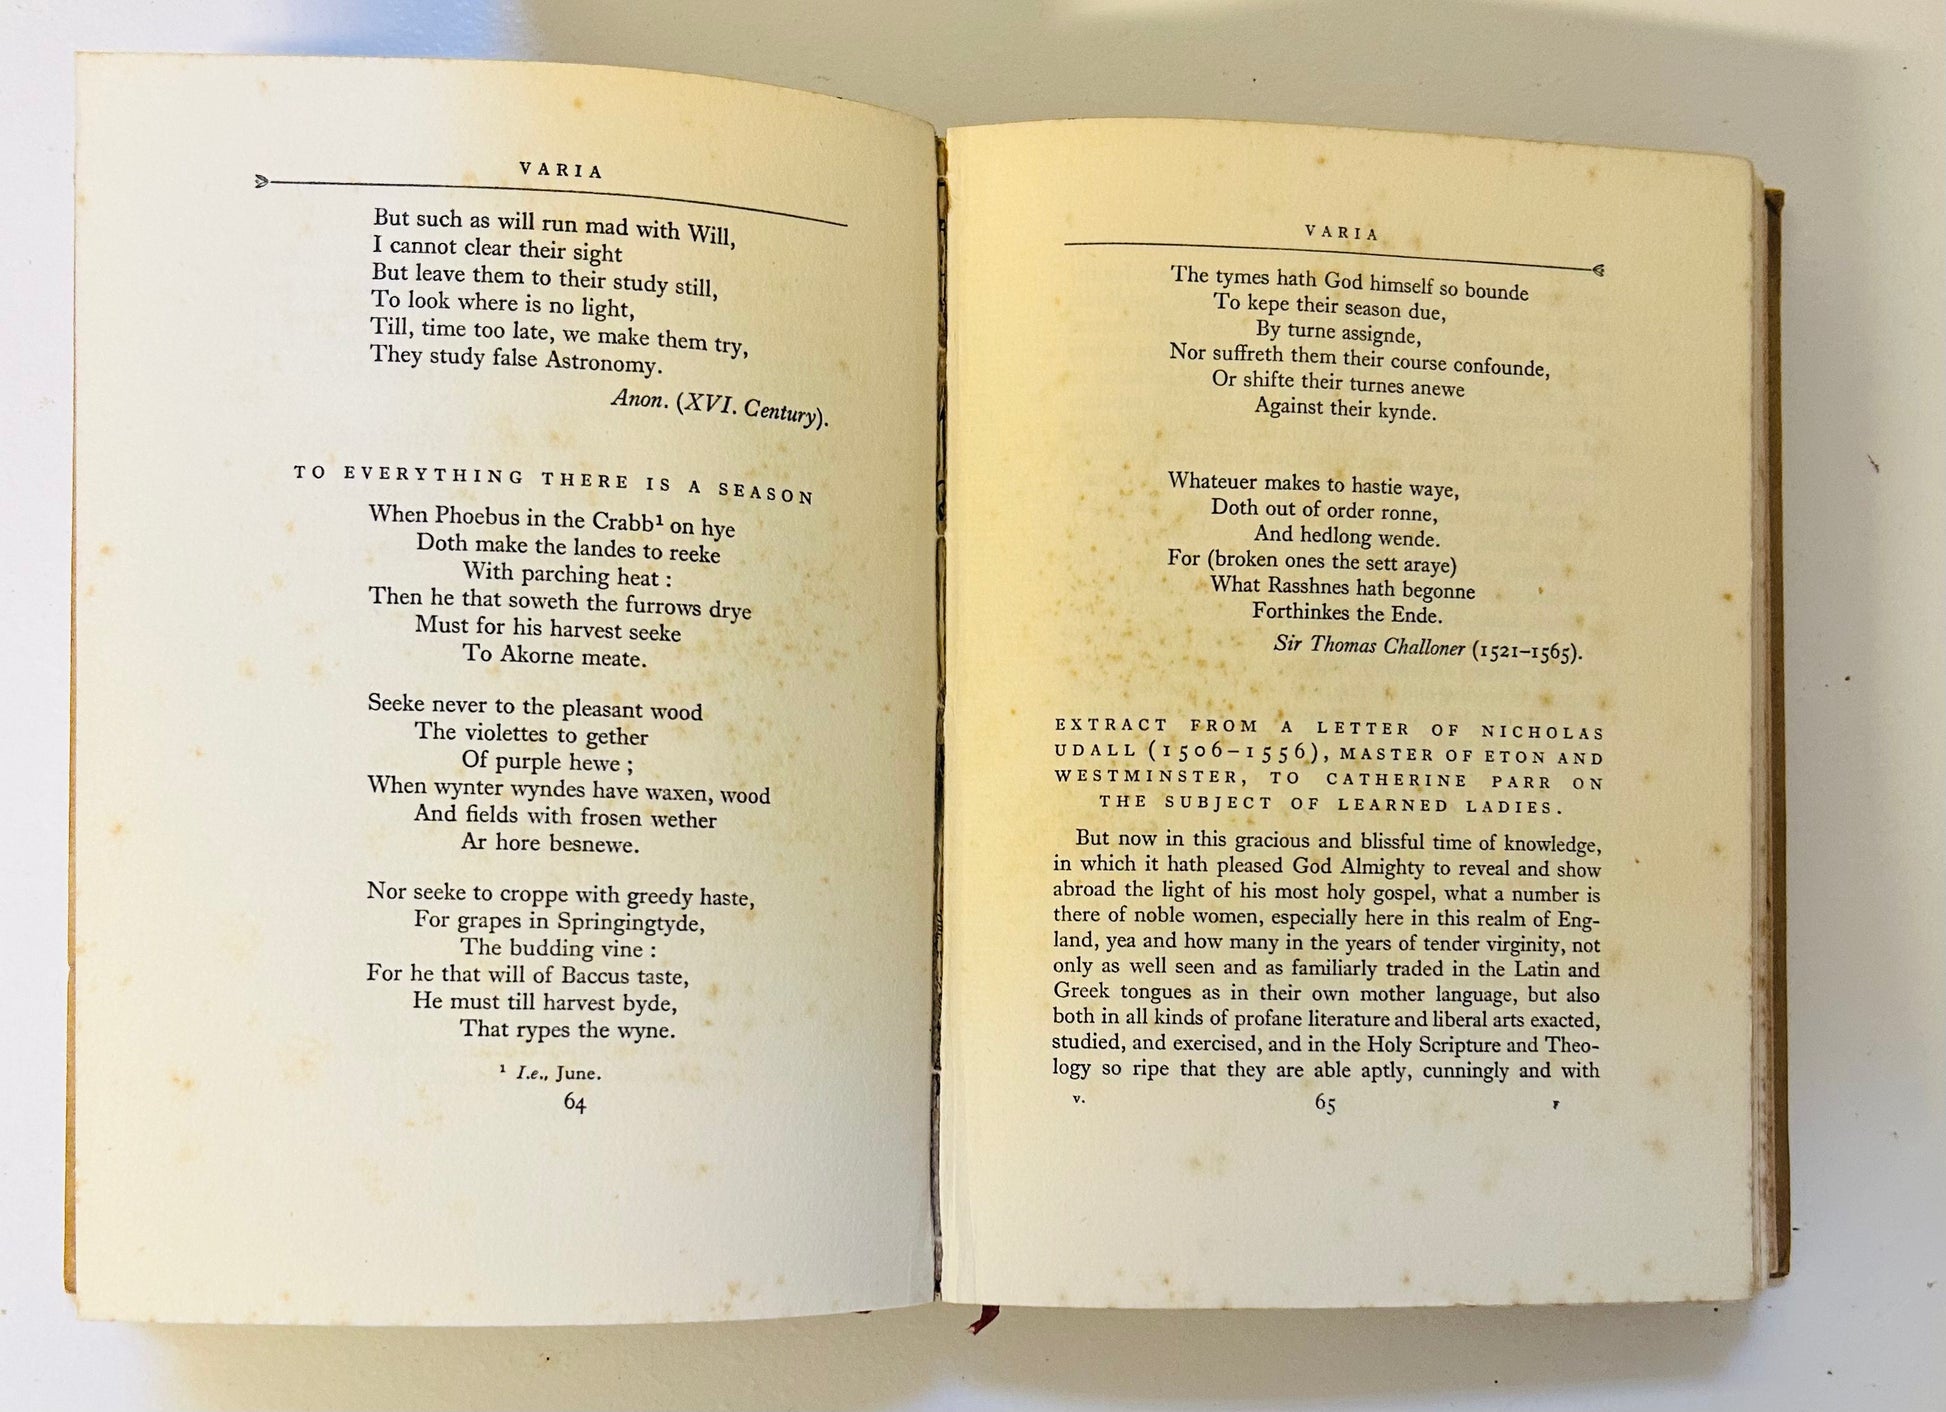 VARIA
But such as will run mad with Will,
I cannot clear their sight
But leave them to their study still,
To look where is no light,
Till, time too late, we make them try,
They study false Astronomy.
Anon. (XVI. Century).
TO EVERYTHING THERE IS A SEASON
When Phoebus in the Crabb¹ on hye
Doth make the landes to reeke
With parching heat :
Then he that soweth the furrows drye
Must for his harvest seeke
To Akorne meate.
Seeke never to the pleasant wood
The violettes to gether
Of purple hewe ;
When wynter wyndes have waxen, wood
And fields with frosen wether
Ar hore besnewe.
Nor seeke to croppe with greedy haste,
For grapes in Springingtyde,
The budding vine :
For he that will of Baccus taste,
He must till harvest byde,
That rypes the wyne.
¹ I.e., June.
64
VARIA
The tymes hath God himself so bounde
To kepe their season due,
By turne assignde,
Nor suffreth them their course confounde,
Or shifte their turnes anewe
Against their kynde.
Whateuer makes to hastie waye,
Doth out of order ronne,
And hedlong wende.
For (broken ones the sett araye)
What Rasshnes hath begonne
Forthinkes the Ende.
Sir Thomas Challoner (1521–1565).
EXTRACT FROM A LETTER OF NICHOLAS
UDALL (1506–1556), MASTER OF ETON AND
WESTMINSTER, TO CATHERINE PARR ON
THE SUBJECT OF LEARNED LADIES.
But now in this gracious and blissful time of knowledge,
in which it hath pleased God Almighty to reveal and show
abroad the light of his most holy gospel, what a number is
there of noble women, especially here in this realm of Eng-
land, yea and how many in the years of tender virginity, not
only as well seen and as familiarly traded in the Latin and
Greek tongues as in their own mother language, but also
both in all kinds of profane literature and liberal arts exacted,
studied, and exercised, and in the Holy Scripture and Theo-
logy so ripe that they are able aptly, cunningly and with
v. 65 F